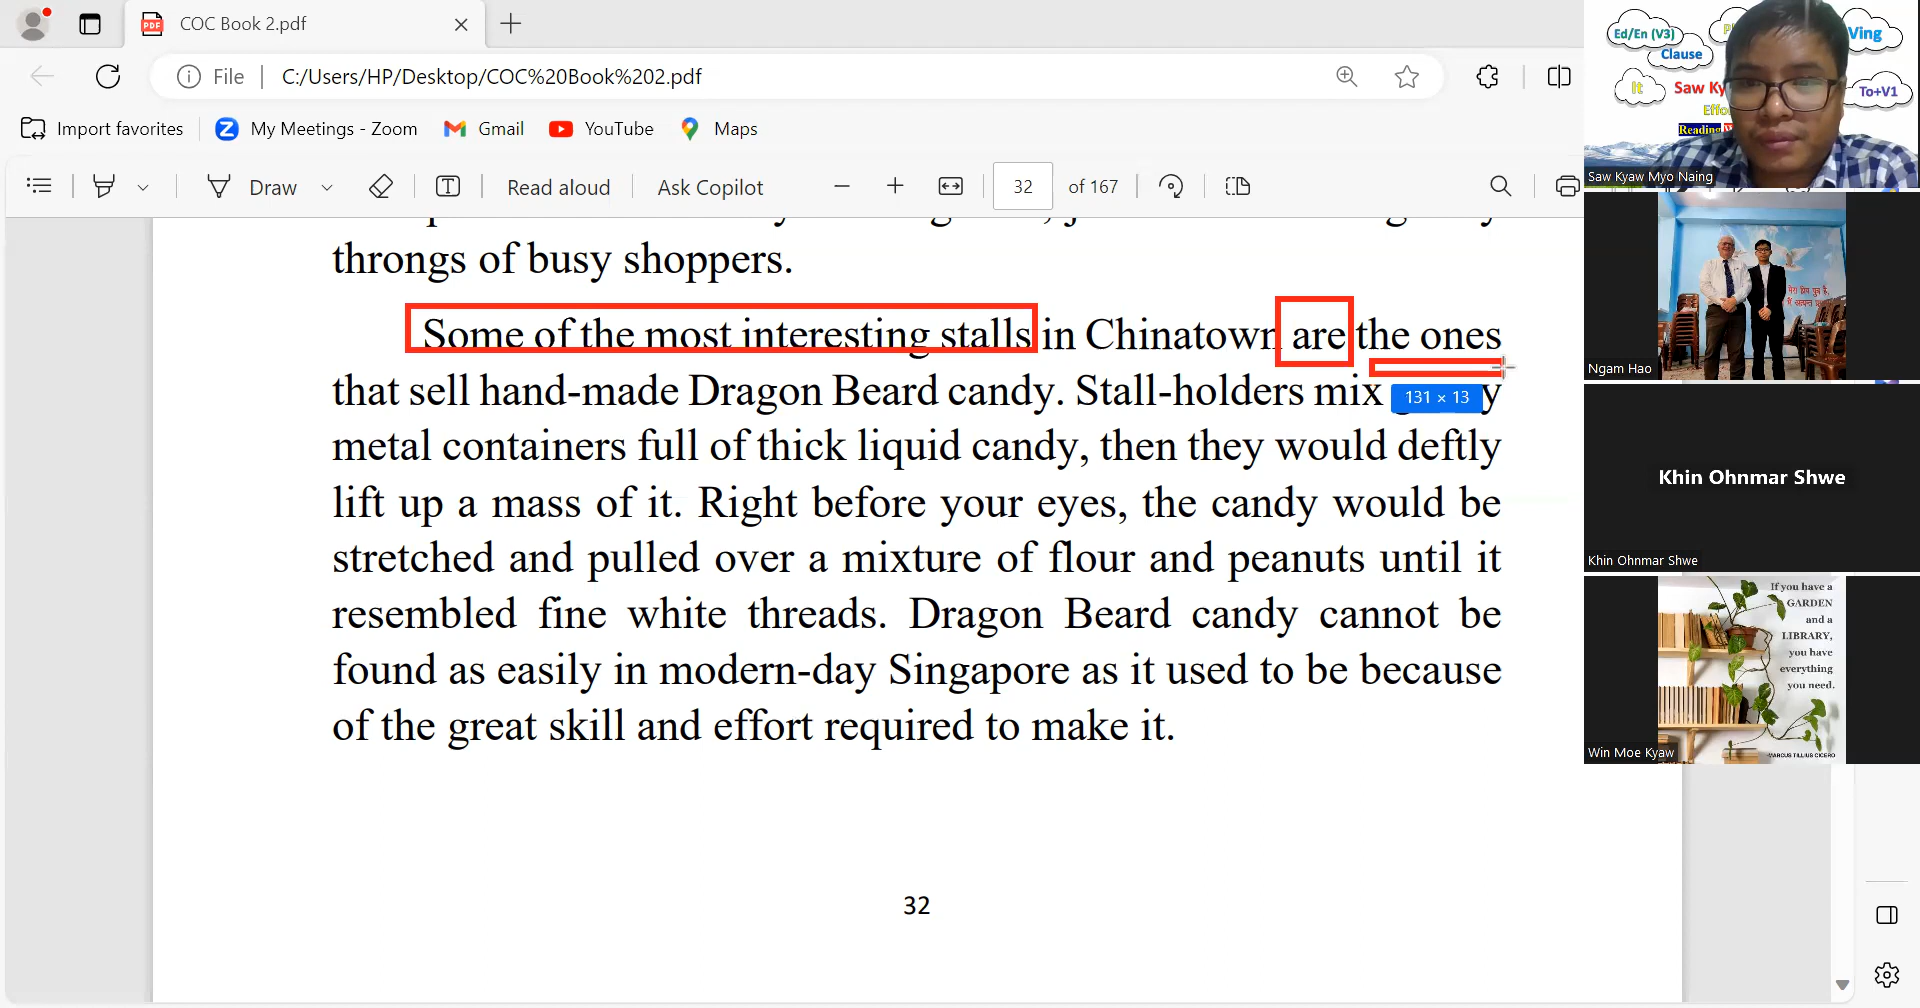 COC Book 2.pdf
File
C:/Users/HP/Desktop/COC%20Book%202.pdf
Import favorites
My Meetings - Zoom
Gmail
YouTube
Maps
Draw
Read aloud
Ask Copilot
32
of 167
throngs of busy shoppers.
Some of the most interesting stalls in Chinatown are the ones
that sell hand-made Dragon Beard candy. Stall-holders mix
131 × 13
metal containers full of thick liquid candy, then they would deftly
lift up a mass of it. Right before your eyes, the candy would be
stretched and pulled over a mixture of flour and peanuts until it
resembled fine white threads. Dragon Beard candy cannot be
found as easily in modern-day Singapore as it used to be because
of the great skill and effort required to make it.
32
Ed/En (V3)
Ving
Clause
It
Saw Ky
To+V1
Effo
Reading
Saw Kyaw Myo Naing
Ngam Hao
Khin Ohnmar Shwe
Khin Ohnmar Shwe
If you have a
GARDEN
and a
LIBRARY,
you have
everything
you need.
MARCUS TILLIUS CICERO
Win Moe Kyaw